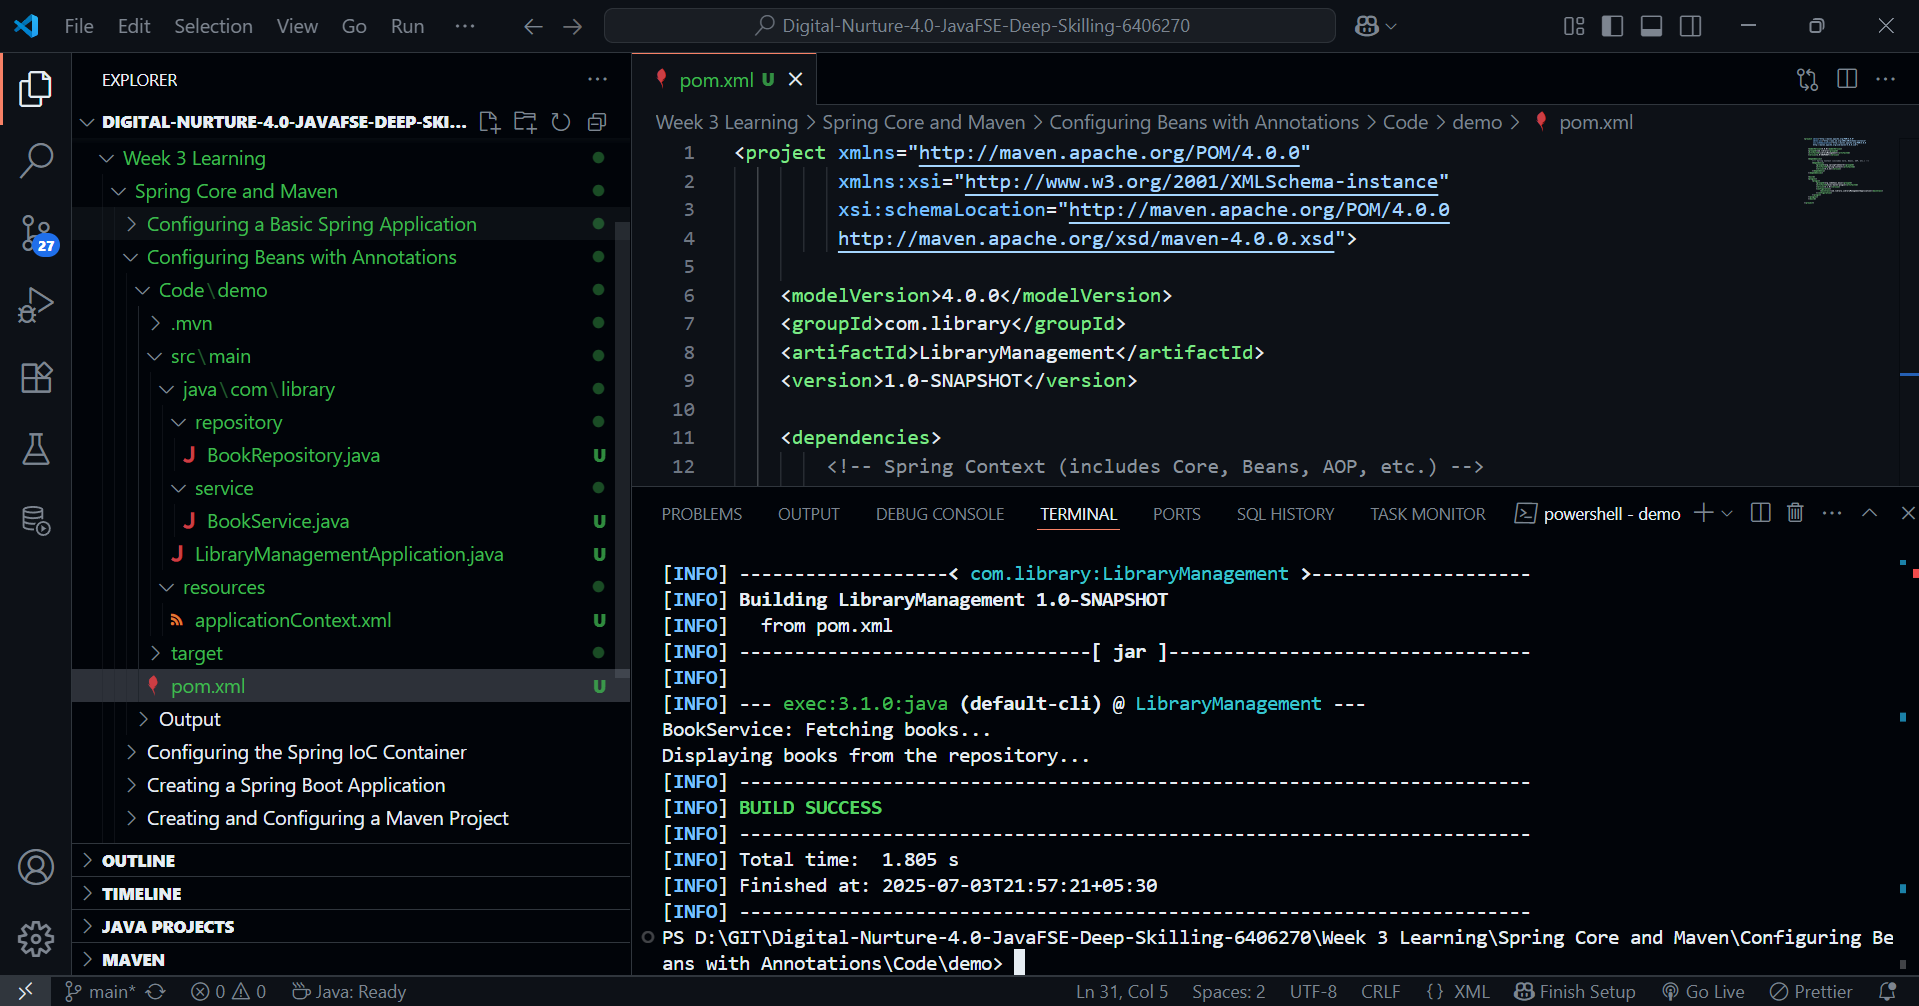 File Edit Selection View Go Run ··· Digital-Nurture-4.0-JavaFSE-Deep-Skilling-6406270
EXPLORER
DIGITAL-NURTURE-4.0-JAVAFSE-DEEP-SKI...
Week 3 Learning
Spring Core and Maven
Configuring a Basic Spring Application
Configuring Beans with Annotations
Code\demo
.mvn
src\main
java\com\library
repository
BookRepository.java U
service
BookService.java U
LibraryManagementApplication.java U
resources
applicationContext.xml U
target
pom.xml U
Output
Configuring the Spring IoC Container
Creating a Spring Boot Application
Creating and Configuring a Maven Project
OUTLINE
TIMELINE
JAVA PROJECTS
MAVEN
27
pom.xml U
Week 3 Learning > Spring Core and Maven > Configuring Beans with Annotations > Code > demo > pom.xml
1 <project xmlns="http://maven.apache.org/POM/4.0.0"
2 xmlns:xsi="http://www.w3.org/2001/XMLSchema-instance"
3 xsi:schemaLocation="http://maven.apache.org/POM/4.0.0
4 http://maven.apache.org/xsd/maven-4.0.0.xsd">
5
6 <modelVersion>4.0.0</modelVersion>
7 <groupId>com.library</groupId>
8 <artifactId>LibraryManagement</artifactId>
9 <version>1.0-SNAPSHOT</version>
10
11 <dependencies>
12 <!-- Spring Context (includes Core, Beans, AOP, etc.) -->
PROBLEMS OUTPUT DEBUG CONSOLE TERMINAL PORTS SQL HISTORY TASK MONITOR powershell - demo
[INFO] -------------------< com.library:LibraryManagement >--------------------
[INFO] Building LibraryManagement 1.0-SNAPSHOT
[INFO]   from pom.xml
[INFO] --------------------------------[ jar ]---------------------------------
[INFO]
[INFO] --- exec:3.1.0:java (default-cli) @ LibraryManagement ---
BookService: Fetching books...
Displaying books from the repository...
[INFO] ------------------------------------------------------------------------
[INFO] BUILD SUCCESS
[INFO] ------------------------------------------------------------------------
[INFO] Total time:  1.805 s
[INFO] Finished at: 2025-07-03T21:57:21+05:30
[INFO] ------------------------------------------------------------------------
PS D:\GIT\Digital-Nurture-4.0-JavaFSE-Deep-Skilling-6406270\Week 3 Learning\Spring Core and Maven\Configuring Be
ans with Annotations\Code\demo>
main* 0 0 Java: Ready Ln 31, Col 5 Spaces: 2 UTF-8 CRLF {} XML Finish Setup Go Live Prettier